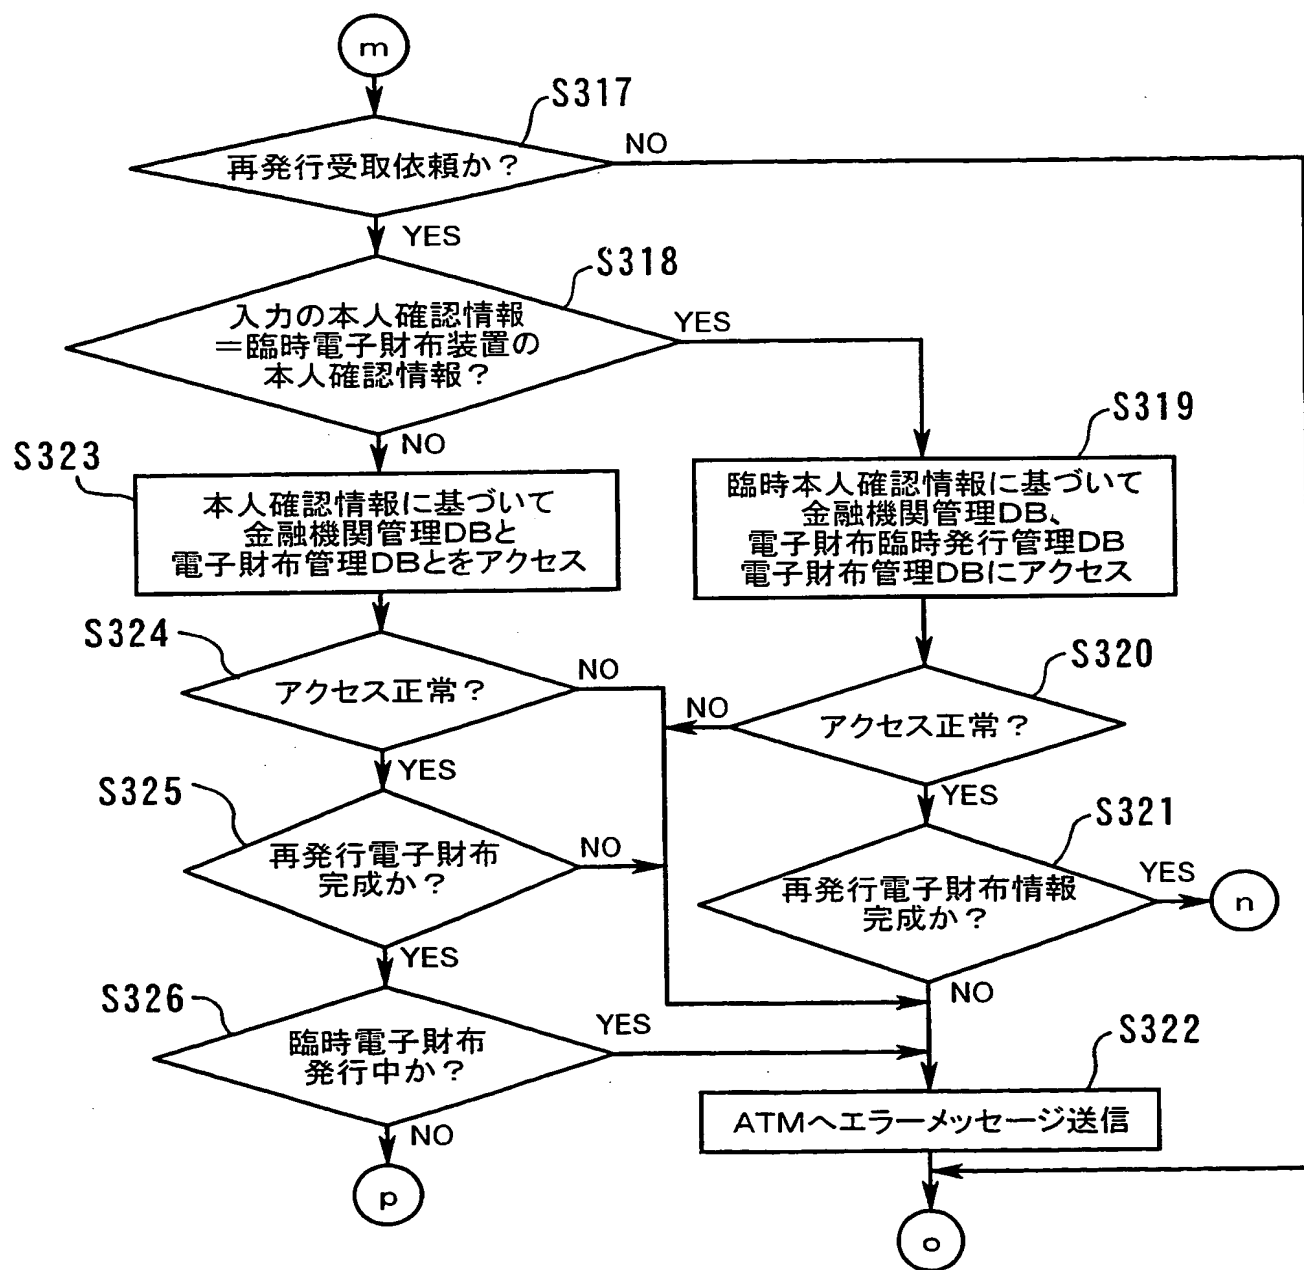 m
S317
再発行受取依頼か？
NO
YES
S318
入力の本人確認情報
＝臨時電子財布装置の
本人確認情報？
YES
NO
S319
臨時本人確認情報に基づいて
金融機関管理DB、
電子財布臨時発行管理DB
電子財布管理DBにアクセス
S323
本人確認情報に基づいて
金融機関管理DBと
電子財布管理DBとをアクセス
S324
アクセス正常？
NO
YES
S320
アクセス正常？
NO
YES
S325
再発行電子財布
完成か？
NO
YES
S321
再発行電子財布情報
完成か？
YES
n
NO
S326
臨時電子財布
発行中か？
YES
NO
p
S322
ATMへエラーメッセージ送信
o